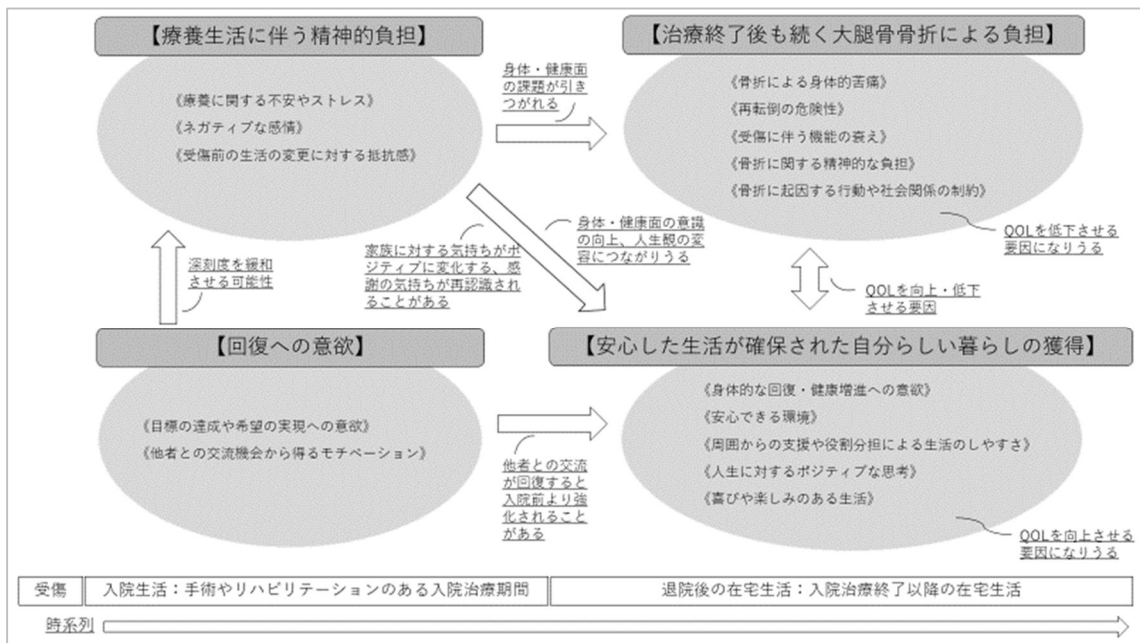 【療養生活に伴う精神的負担】
《療養に関する不安やストレス》
《ネガティブな感情》
《受傷前の生活の変更に対する抵抗感》
身体・健康面
の課題が引き
つがれる
【治療終了後も続く大腿骨骨折による負担】
《骨折による身体的苦痛》
《再転倒の危険性》
《受傷に伴う機能の衰え》
《骨折に関する精神的な負担》
《骨折に起因する行動や社会関係の制約》
QOLを低下させる
要因になりうる
深刻度を緩和
させる可能性
家族に対する気持ちがポ
ジティブに変化する、感
謝の気持ちが再認識され
ることがある
身体・健康面の意識
の向上、人生観の変
容につながりうる
QOLを向上・低下
させる要因
【回復への意欲】
《目標の達成や希望の実現への意欲》
《他者との交流機会から得るモチベーション》
他者との交流
が回復すると
入院前より強
化されること
がある
【安心した生活が確保された自分らしい暮らしの獲得】
《身体的な回復・健康増進への意欲》
《安心できる環境》
《周囲からの支援や役割分担による生活のしやすさ》
《人生に対するポジティブな思考》
《喜びや楽しみのある生活》
QOLを向上させる
要因になりうる
受傷
入院生活：手術やリハビリテーションのある入院治療期間
退院後の在宅生活：入院治療終了以降の在宅生活
時系列